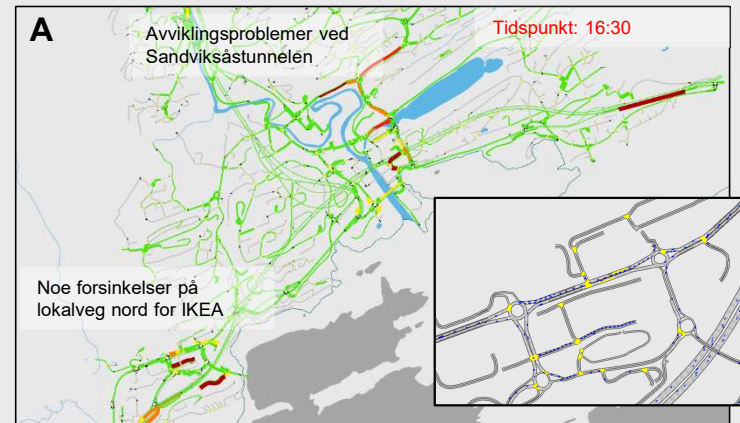 A
Avviklingsproblemer ved
Sandviksåstunnelen
Tidspunkt: 16:30
Noe forsinkelser på
lokalveg nord for IKEA